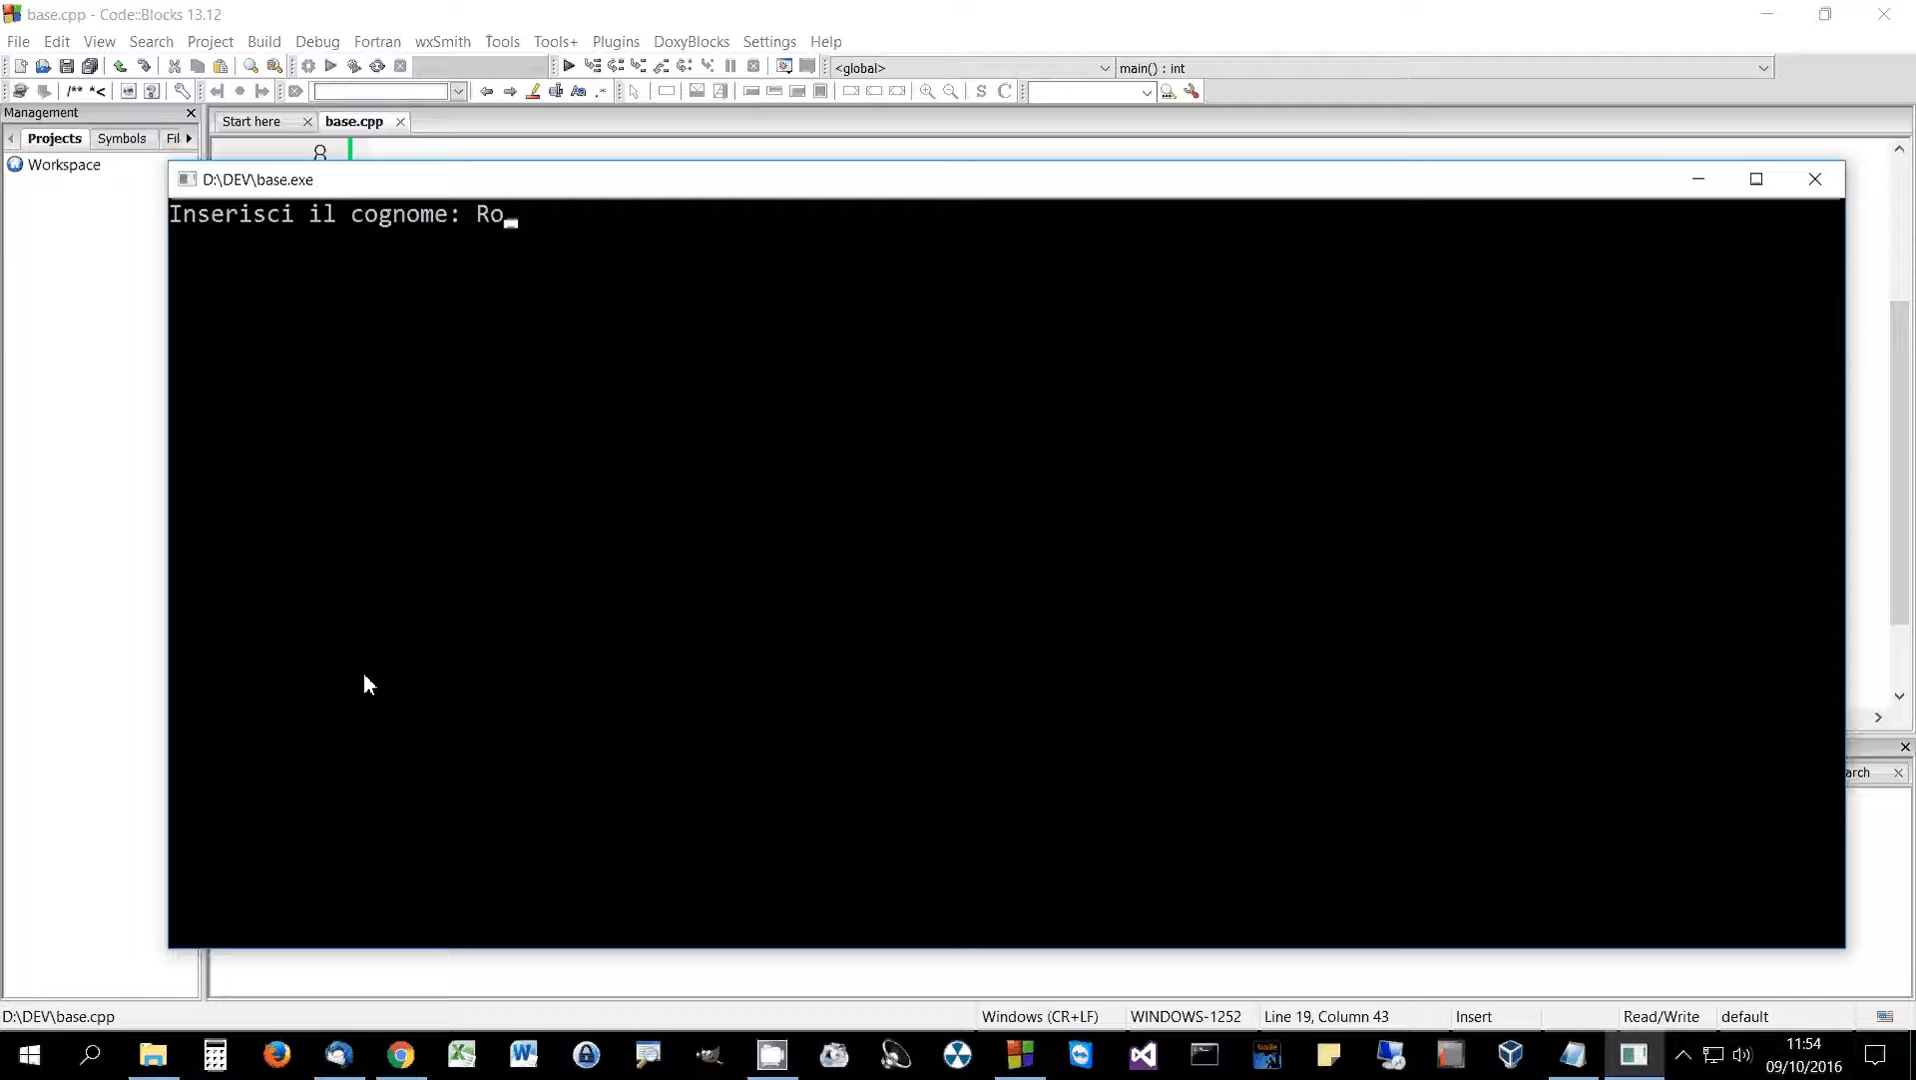 base.cpp - Code::Blocks 13.12
File Edit View Search Project Build Debug Fortran wxSmith Tools Tools+ Plugins DoxyBlocks Settings Help
<global> main() : int
/** *<
S C
Management
Start here base.cpp
Projects Symbols Fil
8
Workspace
D:\DEV\base.exe
Inserisci il cognome: Ro
arch
D:\DEV\base.cpp Windows (CR+LF) WINDOWS-1252 Line 19, Column 43 Insert Read/Write default
11:54
09/10/2016